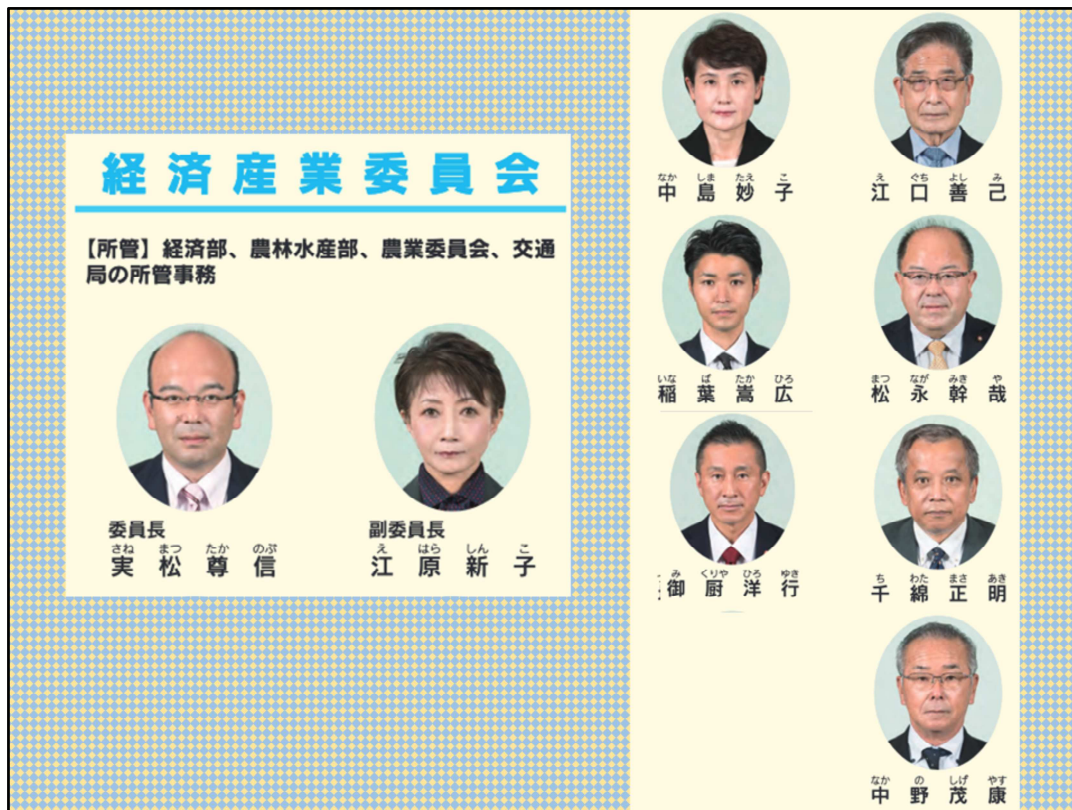 経済産業委員会
【所管】経済部、農林水産部、農業委員会、交通
局の所管事務
委員長
さね まつ たか のぶ
実 松 尊 信
副委員長
え はら しん こ
江 原 新 子
なか しま たえ こ
中 島 妙 子
え ぐち よし み
江 口 善 己
いな ば たか ひろ
稲 葉 嵩 広
まつ なが みき や
松 永 幹 哉
み くりや ひろ ゆき
御 厨 洋 行
ち わた まさ あき
千 綿 正 明
なか の しげ やす
中 野 茂 康